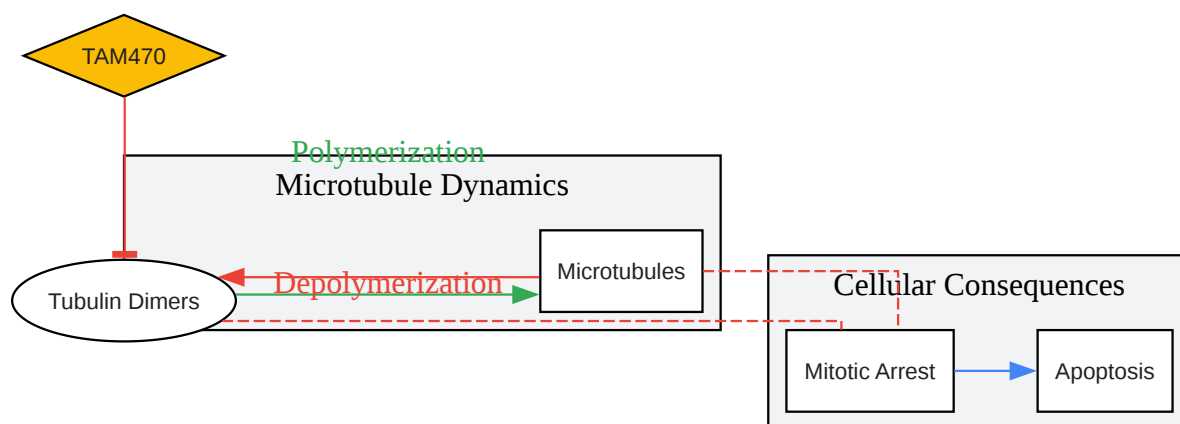 TAM470
Polymerization
Microtubule Dynamics
Microtubules
Depolymerization
Tubulin Dimers
Cellular Consequences
Mitotic Arrest
Apoptosis